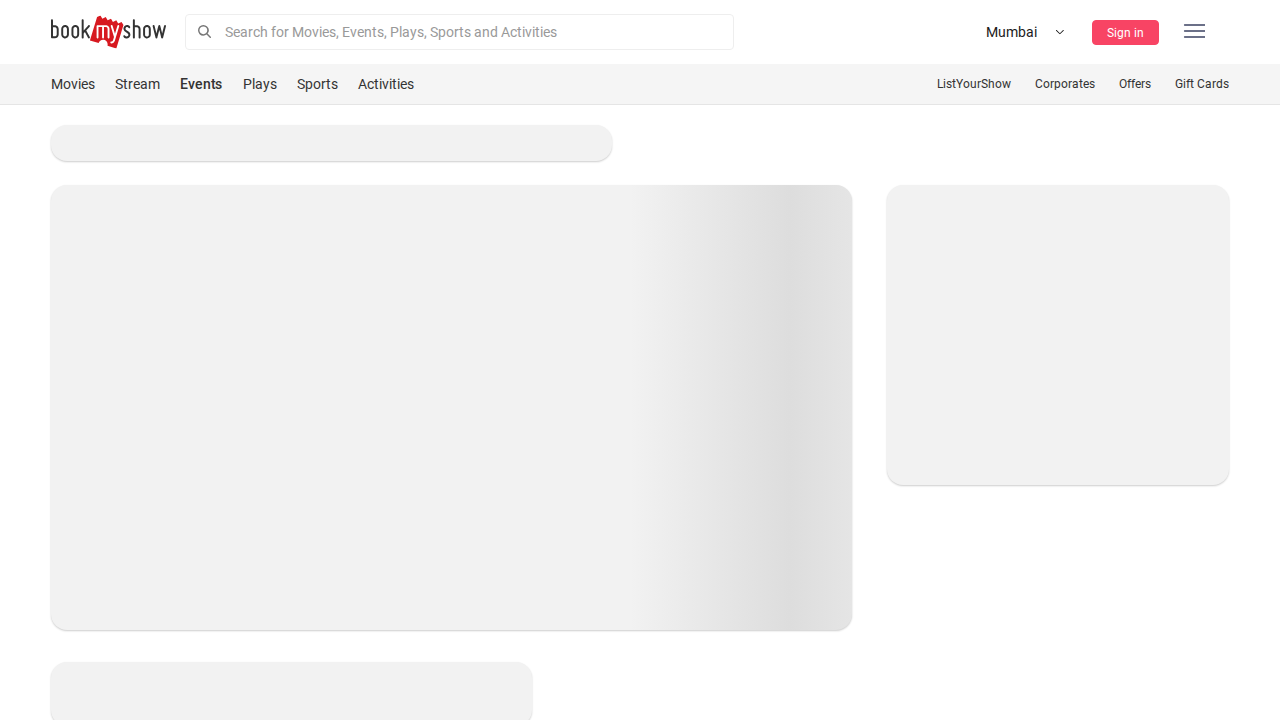 bookmyshow
Search for Movies, Events, Plays, Sports and Activities
Mumbai
Sign in
Movies Stream Events Plays Sports Activities
ListYourShow Corporates Offers Gift Cards